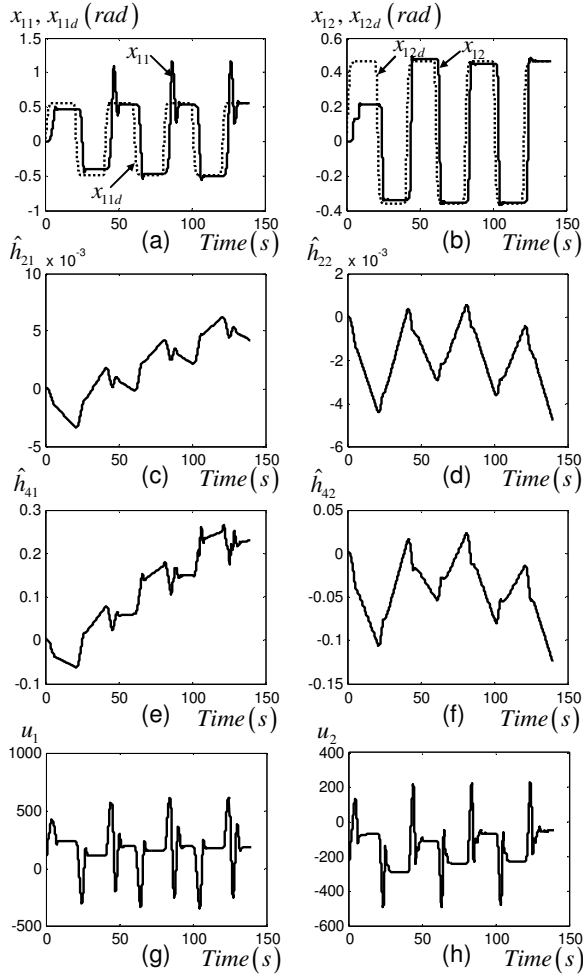 x11, x11d (rad)
x12, x12d (rad)
1.5
1
0.5
0
-0.5
-1
x11
x11d
0 50 100 150
(a) Time(s)
0.6
0.4
0.2
0
-0.2
-0.4
x12d
x12
0 50 100 150
(b) Time(s)
ĥ21 x 10-3
10
5
0
-5
0 50 100 150
(c) Time(s)
ĥ22 x 10-3
2
0
-2
-4
-6
0 50 100 150
(d) Time(s)
ĥ41
0.3
0.2
0.1
0
-0.1
0 50 100 150
(e) Time(s)
ĥ42
0.05
0
-0.05
-0.1
-0.15
0 50 100 150
(f) Time(s)
u1
1000
500
0
-500
0 50 100 150
(g) Time(s)
u2
400
200
0
-200
-400
-600
0 50 100 150
(h) Time(s)